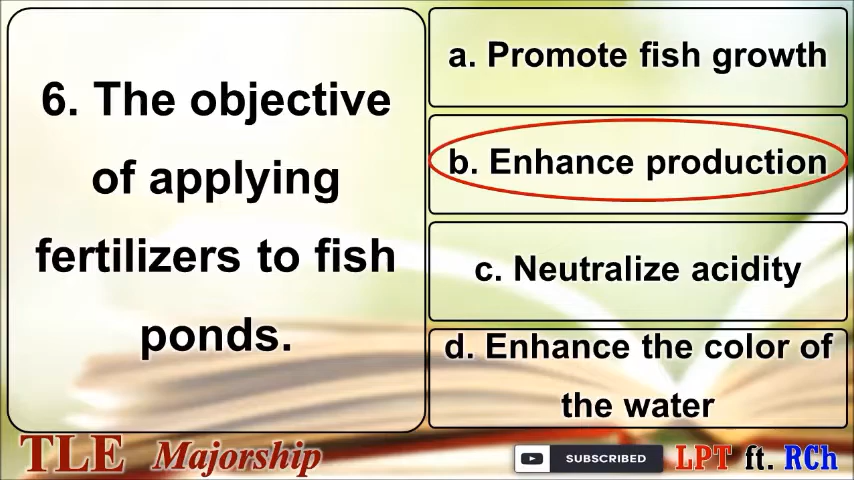 6. The objective
of applying
fertilizers to fish
ponds.
a. Promote fish growth
b. Enhance production
c. Neutralize acidity
d. Enhance the color of
the water
TLE Majorship
SUBSCRIBED
LPT ft. RCh